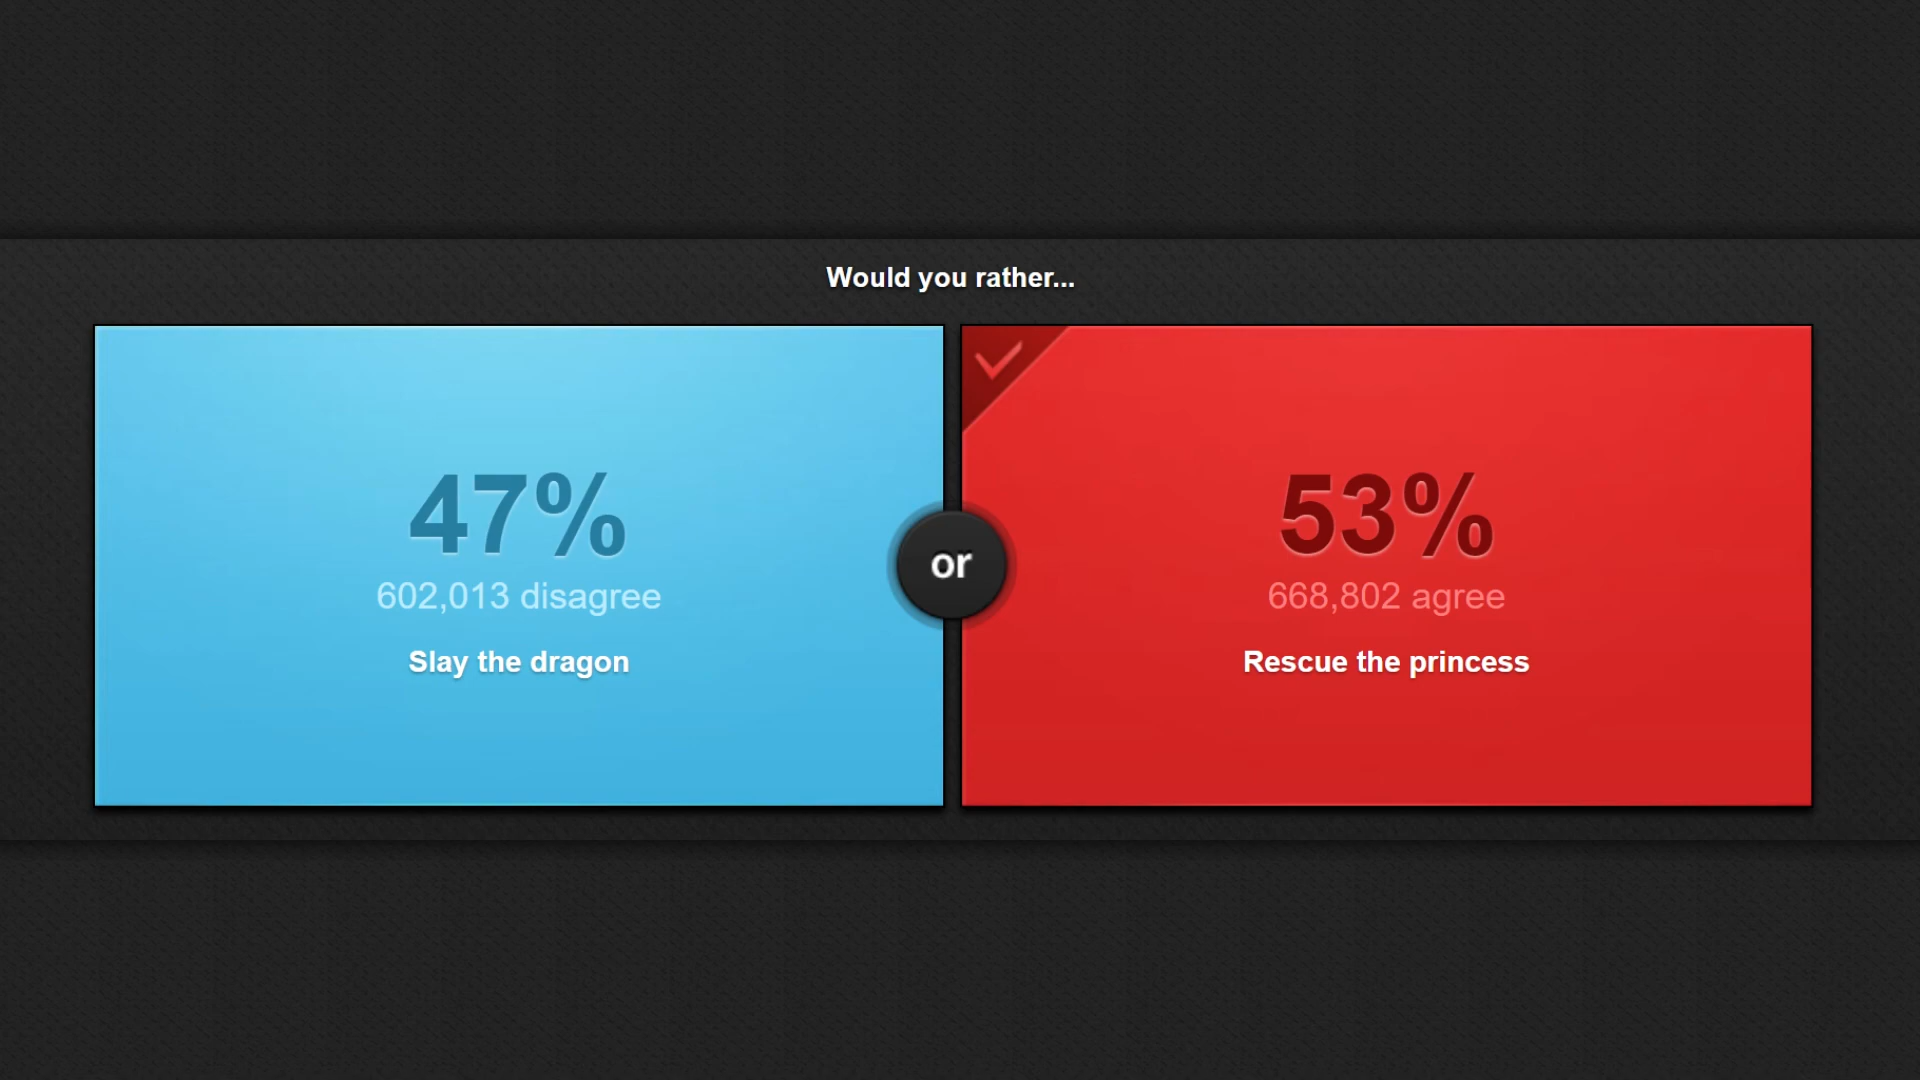 Would you rather...
47%
602,013 disagree
Slay the dragon
or
53%
668,802 agree
Rescue the princess